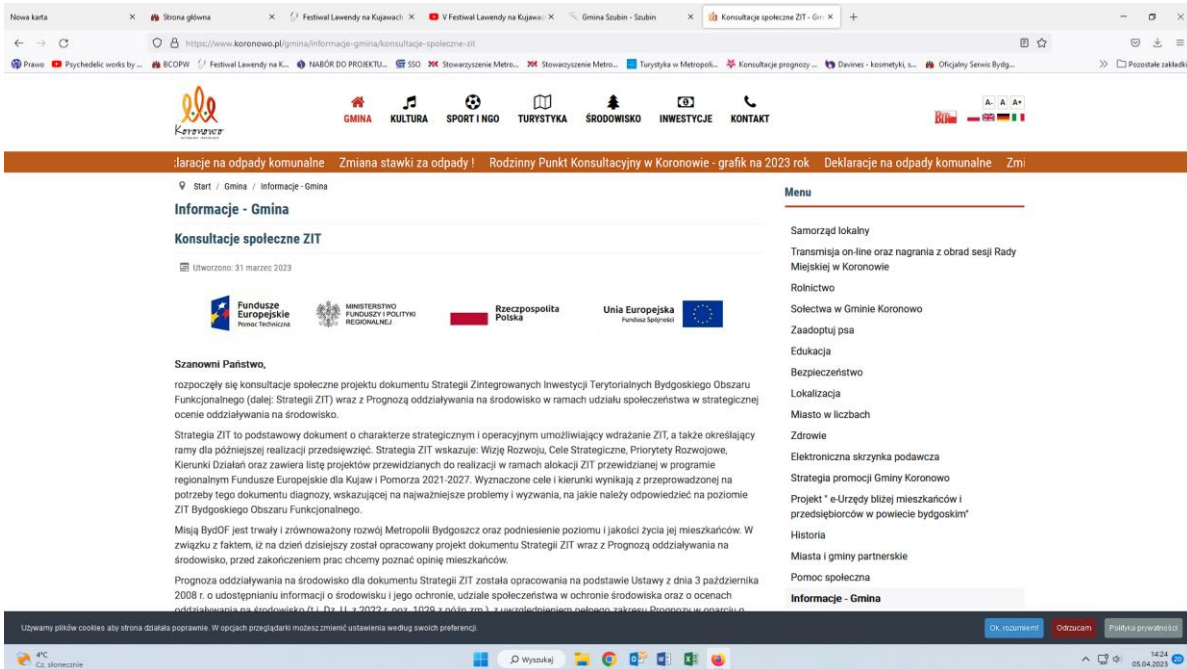 Nowa karta
Strona główna
Festiwal Lawendy na Kujawach
V Festiwal Lawendy na Kujawac
Gmina Szubin - Szubin
Konsultacje społeczne ZIT - Gm
https://www.koronowo.pl/gmina/informacje-gmina/konsultacje-spoleczne-zit
Prawo
Psychedelic works by ...
BCOPW
Festiwal Lawendy na K...
NABÓR DO PROJEKTU...
SSO
Stowarzyszenie Metro...
Stowarzyszenie Metro...
Turystyka w Metropoli...
Konsultacje prognozy ...
Davines - kosmetyki, s...
Oficjalny Serwis Bydg...
Pozostałe zakładki
Koronowo
GMINA
KULTURA
SPORT I NGO
TURYSTYKA
ŚRODOWISKO
INWESTYCJE
KONTAKT
A- A A+
klaracje na odpady komunalne Zmiana stawki za odpady ! Rodzinny Punkt Konsultacyjny w Koronowie - grafik na 2023 rok Deklaracje na odpady komunalne Zmi
Start / Gmina / Informacje - Gmina
Informacje - Gmina
Konsultacje społeczne ZIT
Utworzono: 31 marzec 2023
Fundusze
Europejskie
Pomoc Techniczna
MINISTERSTWO
FUNDUSZY I POLITYKI
REGIONALNEJ
Rzeczpospolita
Polska
Unia Europejska
Fundusz Spójności
Szanowni Państwo,
rozpoczęły się konsultacje społeczne projektu dokumentu Strategii Zintegrowanych Inwestycji Terytorialnych Bydgoskiego Obszaru
Funkcjonalnego (dalej: Strategii ZIT) wraz z Prognozą oddziaływania na środowisko w ramach udziału społeczeństwa w strategicznej
ocenie oddziaływania na środowisko.
Strategia ZIT to podstawowy dokument o charakterze strategicznym i operacyjnym umożliwiający wdrażanie ZIT, a także określający
ramy dla późniejszej realizacji przedsięwzięć. Strategia ZIT wskazuje: Wizję Rozwoju, Cele Strategiczne, Priorytety Rozwojowe,
Kierunki Działań oraz zawiera listę projektów przewidzianych do realizacji w ramach alokacji ZIT przewidzianej w programie
regionalnym Fundusze Europejskie dla Kujaw i Pomorza 2021-2027. Wyznaczone cele i kierunki wynikają z przeprowadzonej na
potrzeby tego dokumentu diagnozy, wskazującej na najważniejsze problemy i wyzwania, na jakie należy odpowiedzieć na poziomie
ZIT Bydgoskiego Obszaru Funkcjonalnego.
Misją BydOF jest trwały i zrównoważony rozwój Metropolii Bydgoszcz oraz podniesienie poziomu i jakości życia jej mieszkańców. W
związku z faktem, iż na dzień dzisiejszy został opracowany projekt dokumentu Strategii ZIT wraz z Prognozą oddziaływania na
środowisko, przed zakończeniem prac chcemy poznać opinię mieszkańców.
Prognoza oddziaływania na środowisko dla dokumentu Strategii ZIT została opracowania na podstawie Ustawy z dnia 3 października
2008 r. o udostępnianiu informacji o środowisku i jego ochronie, udziale społeczeństwa w ochronie środowiska oraz o ocenach
oddziaływania na środowisko (t.j. Dz. U. z 2022 r. poz. 1029 z późn. zm.), z uwzględnieniem pełnego zakresu Prognozy w oparciu o
Menu
Samorząd lokalny
Transmisja on-line oraz nagrania z obrad sesji Rady
Miejskiej w Koronowie
Rolnictwo
Sołectwa w Gminie Koronowo
Zaadoptuj psa
Edukacja
Bezpieczeństwo
Lokalizacja
Miasto w liczbach
Zdrowie
Elektroniczna skrzynka podawcza
Strategia promocji Gminy Koronowo
Projekt " e-Urzędy bliżej mieszkańców i
przedsiębiorców w powiecie bydgoskim"
Historia
Miasta i gminy partnerskie
Pomoc społeczna
Informacje - Gmina
Używamy plików cookies aby strona działała poprawnie. W opcjach przeglądarki możesz zmienić ustawienia według swoich preferencji.
Ok, rozumiem!
Odrzucam
Polityka prywatności
4°C
Cz. słonecznie
Wyszukaj
14:24
05.04.2023